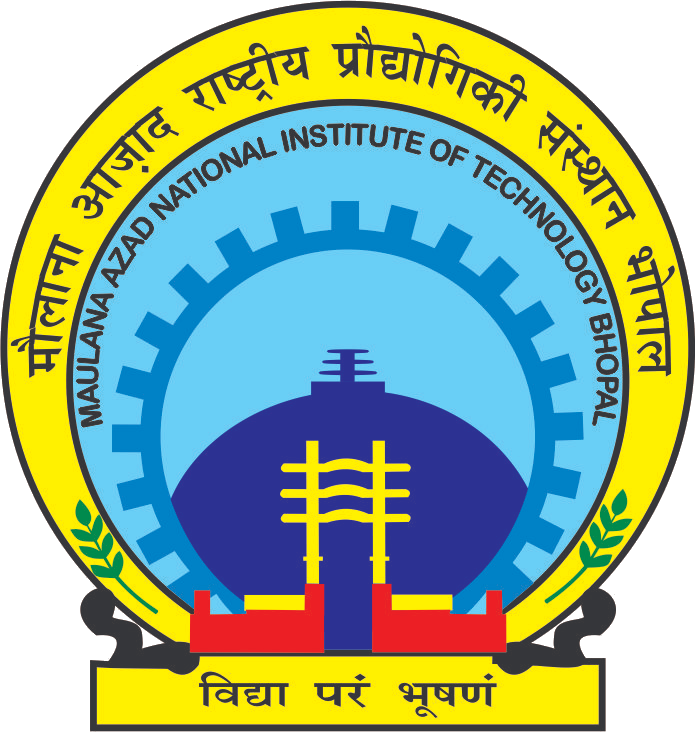 मौलाना आज़ाद राष्ट्रीय प्रौद्योगिकी संस्थान भोपाल
MAULANA AZAD NATIONAL INSTITUTE OF TECHNOLOGY BHOPAL
विद्या परं भूषणं